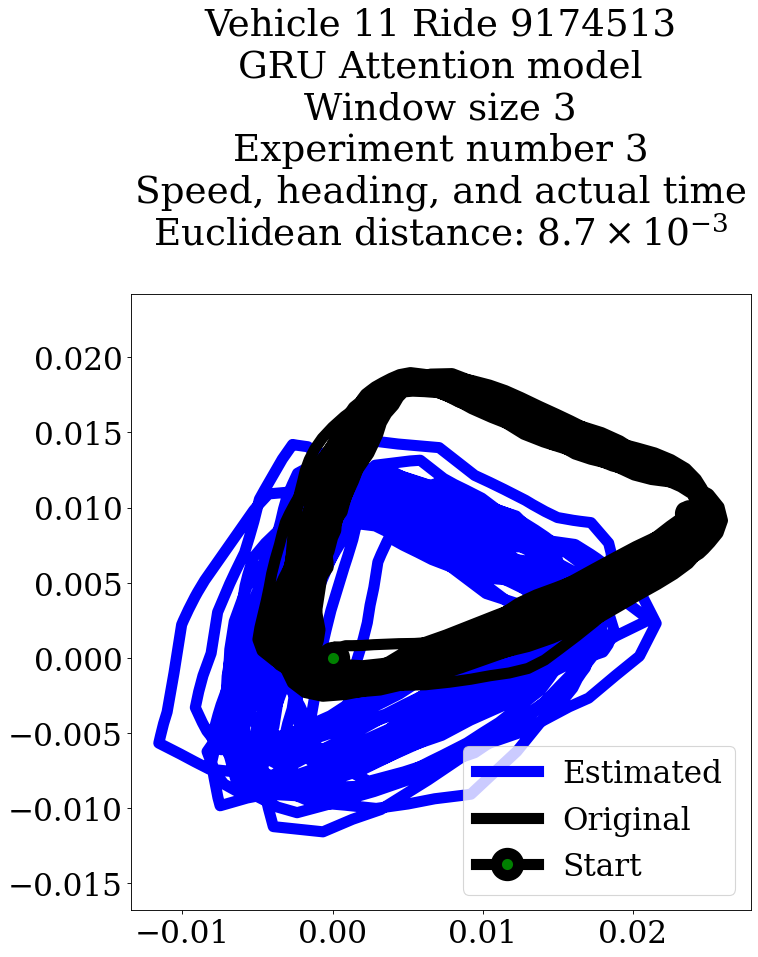 Vehicle 11 Ride 9174513
GRU Attention model
Window size 3
Experiment number 3
Speed, heading, and actual time
Euclidean distance: 8.7 × 10⁻³
0.020
0.015
0.010
0.005
0.000
−0.005
−0.010
−0.015
−0.01
0.00
0.01
0.02
Estimated
Original
Start